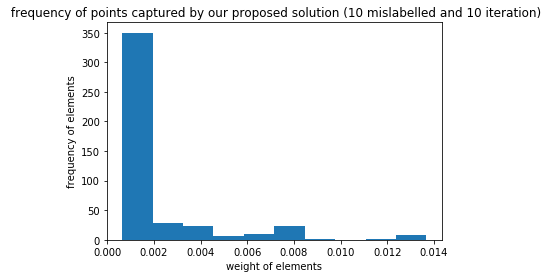 frequency of points captured by our proposed solution (10 mislabelled and 10 iteration)
350
300
250
200
150
100
50
0
frequency of elements
0.000 0.002 0.004 0.006 0.008 0.010 0.012 0.014
weight of elements